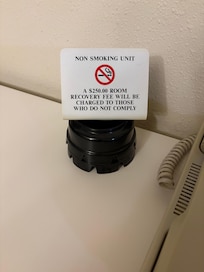 NON SMOKING UNIT
A $250.00 ROOM
RECOVERY FEE WILL BE
CHARGED TO THOSE
WHO DO NOT COMPLY